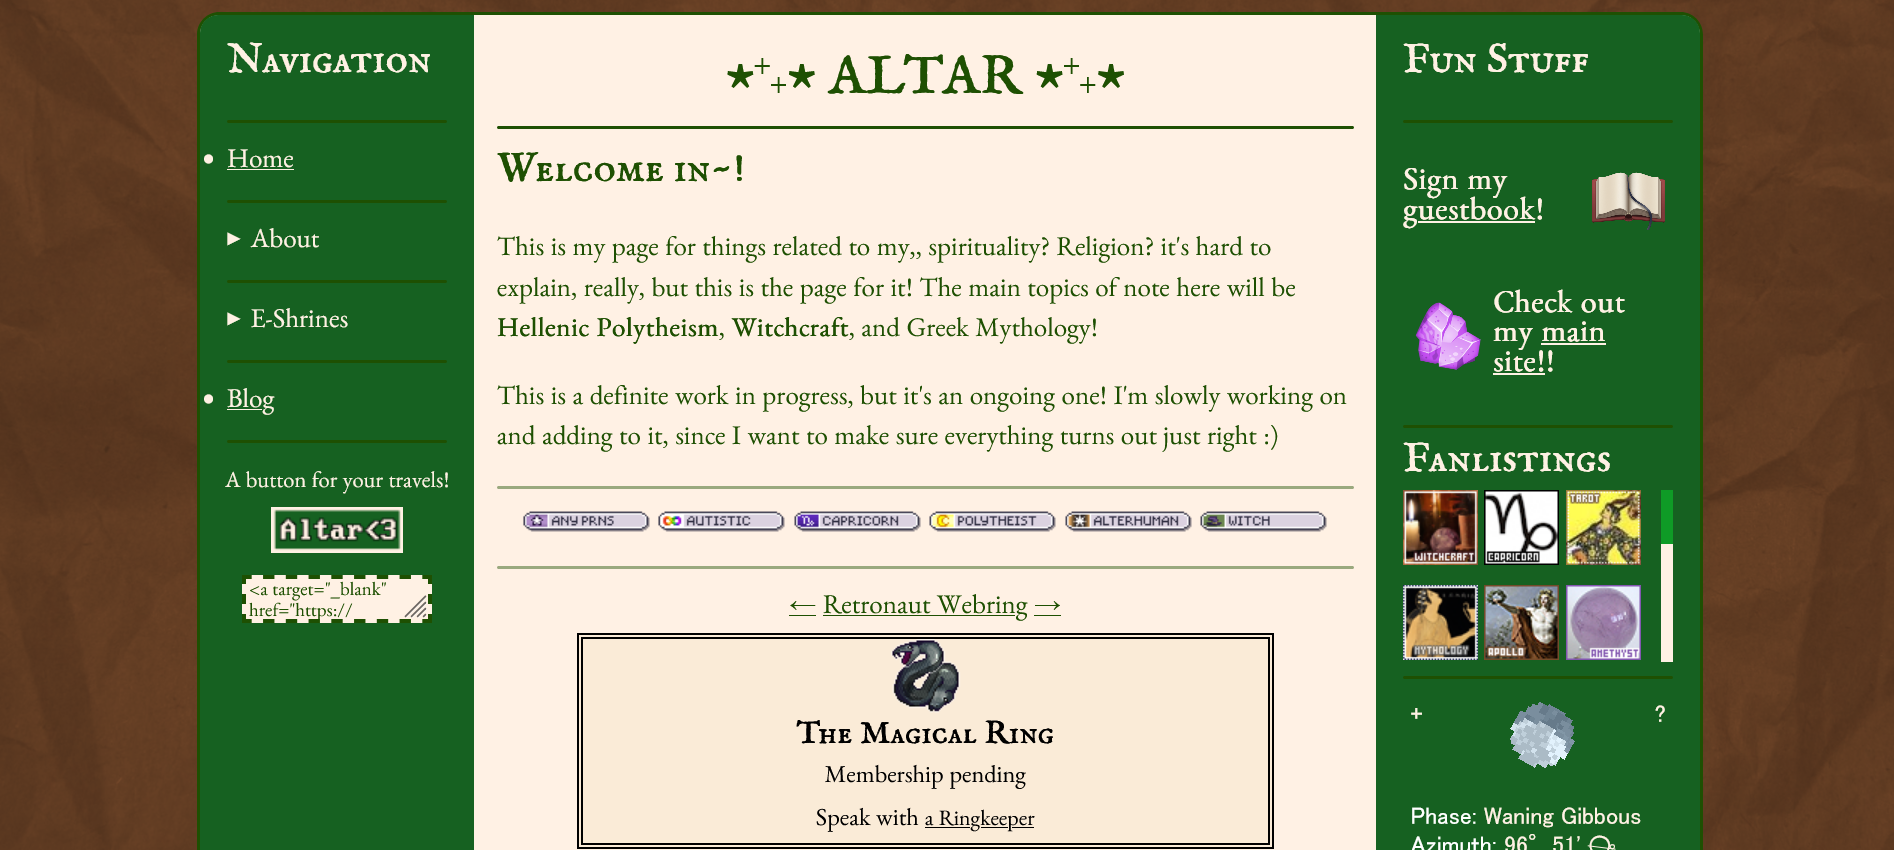 Navigation
Home
About
E-Shrines
Blog
A button for your travels!
Altar<3
<a target="_blank"
href="https://
⋆⁺₊⋆ ALTAR ⋆⁺₊⋆
Welcome in~!
This is my page for things related to my,, spirituality? Religion? it's hard to
explain, really, but this is the page for it! The main topics of note here will be
Hellenic Polytheism, Witchcraft, and Greek Mythology!
This is a definite work in progress, but it's an ongoing one! I'm slowly working on
and adding to it, since I want to make sure everything turns out just right :)
ANY PRNS AUTISTIC CAPRICORN POLYTHEIST ALTERHUMAN WITCH
← Retronaut Webring →
The Magical Ring
Membership pending
Speak with a Ringkeeper
Fun Stuff
Sign my
guestbook!
Check out
my main
site!!
Fanlistings
WITCHCRAFT CAPRICORN TAROT
MYTHOLOGY APOLLO AMETHYST
+ ?
Phase: Waning Gibbous
Azimuth: 96° 51'